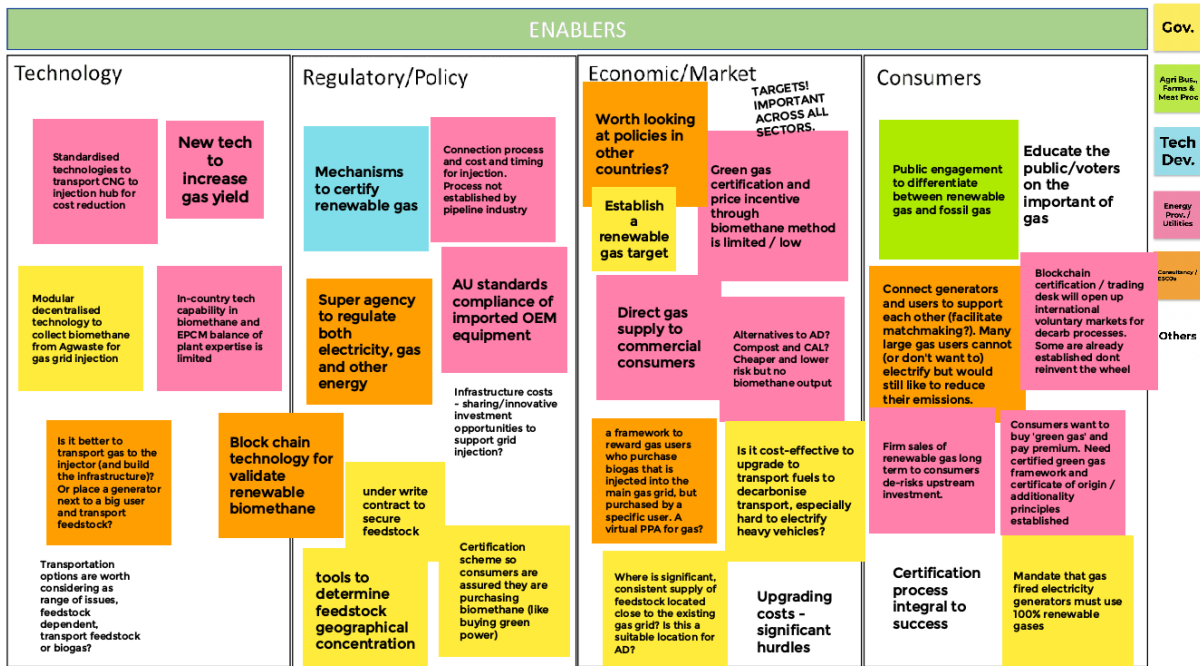 ENABLERS
Technology
Standardised
technologies to
transport CNG to
injection hub for
cost reduction
New tech
to
increase
gas yield
Modular
decentralised
technology to
collect biomethane
from Agwaste for
gas grid injection
In-country tech
capability in
biomethane and
EPCM balance of
plant expertise is
limited
Is it better to
transport gas to the
injector (and build
the infrastructure)?
Or place a generator
next to a big user
and transport
feedstock?
Block chain
technology for
validate
renewable
biomethane
Transportation
options are worth
considering as
range of issues,
feedstock
dependent,
transport feedstock
or biogas?
Regulatory/Policy
Mechanisms
to certify
renewable gas
Connection process
and cost and timing
for injection.
Process not
established by
pipeline industry
Super agency
to regulate
both
electricity, gas
and other
energy
AU standards
compliance of
imported OEM
equipment
Infrastructure costs
- sharing/innovative
investment
opportunities to
support grid
injection?
under write
contract to
secure
feedstock
tools to
determine
feedstock
geographical
concentration
Certification
scheme so
consumers are
assured they are
purchasing
biomethane (like
buying green
power)
Economic/Market
Worth looking
at policies in
other
countries?
TARGETS!
IMPORTANT
ACROSS ALL
SECTORS.
Establish
a
renewable
gas target
Green gas
certification and
price incentive
through
biomethane method
is limited / low
Direct gas
supply to
commercial
consumers
Alternatives to AD?
Compost and CAL?
Cheaper and lower
risk but no
biomethane output
a framework to
reward gas users
who purchase
biogas that is
injected into the
main gas grid, but
purchased by a
specific user. A
virtual PPA for gas?
Is it cost-effective to
upgrade to
transport fuels to
decarbonise
transport, especially
hard to electrify
heavy vehicles?
Where is significant,
consistent supply of
feedstock located
close to the existing
gas grid? Is this a
suitable location for
AD?
Upgrading
costs -
significant
hurdles
Consumers
Public engagement
to differentiate
between renewable
gas and fossil gas
Educate the
public/voters
on the
important of
gas
Connect generators
and users to support
each other (facilitate
matchmaking?). Many
large gas users cannot
(or don't want to)
electrify but would
still like to reduce
their emissions.
Blockchain
certification / trading
desk will open up
international
voluntary markets for
decarb processes.
Some are already
established dont
reinvent the wheel
Firm sales of
renewable gas long
term to consumers
de-risks upstream
investment.
Consumers want to
buy 'green gas' and
pay premium. Need
certified green gas
framework and
certificate of origin /
additionality
principles
established
Certification
process
integral to
success
Mandate that gas
fired electricity
generators must use
100% renewable
gases
Gov.
Agri Bus.,
Farms &
Meat Proc
Tech
Dev.
Energy
Prov. /
Utilities
Consultancy /
ESCOs
Others